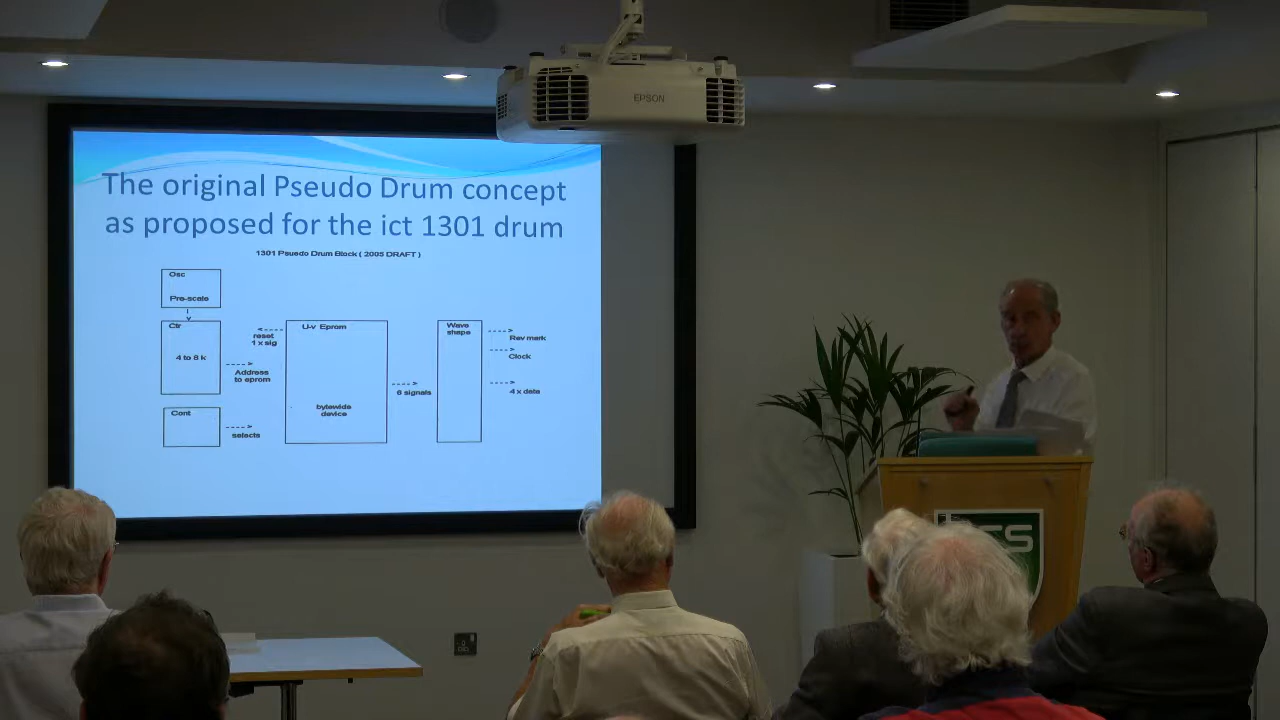 EPSON
The original Pseudo Drum concept
as proposed for the ict 1301 drum
1301 Psuedo Drum Block ( 2005 DRAFT )
Osc
Pre-scale
Ctr
4 to 8 k
reset
1 x sig
Address
to eprom
Cont
selects
U-v Eprom
bytewide
device
6 signals
Wave
shape
Rev mark
Clock
4 x data